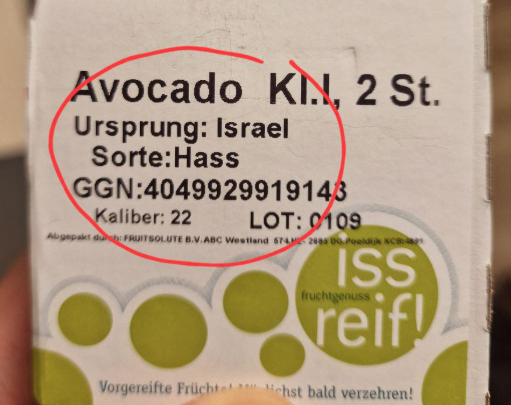 Avocado Kl.I, 2 St.
Ursprung: Israel
Sorte:Hass
GGN:4049929919143
Kaliber: 22 LOT: 0109
Abgepakt durch: FRUITSOLUTE B.V. ABC Westland
iss
fruchtgenuss
reif!
Vorgereifte bald verzehren!